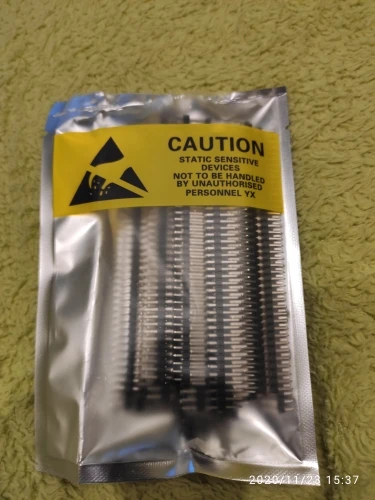 CAUTION
STATIC SENSITIVE
DEVICES
NOT TO BE HANDLED
BY UNAUTHORISED
PERSONNEL YX
2020/11/23 15:37